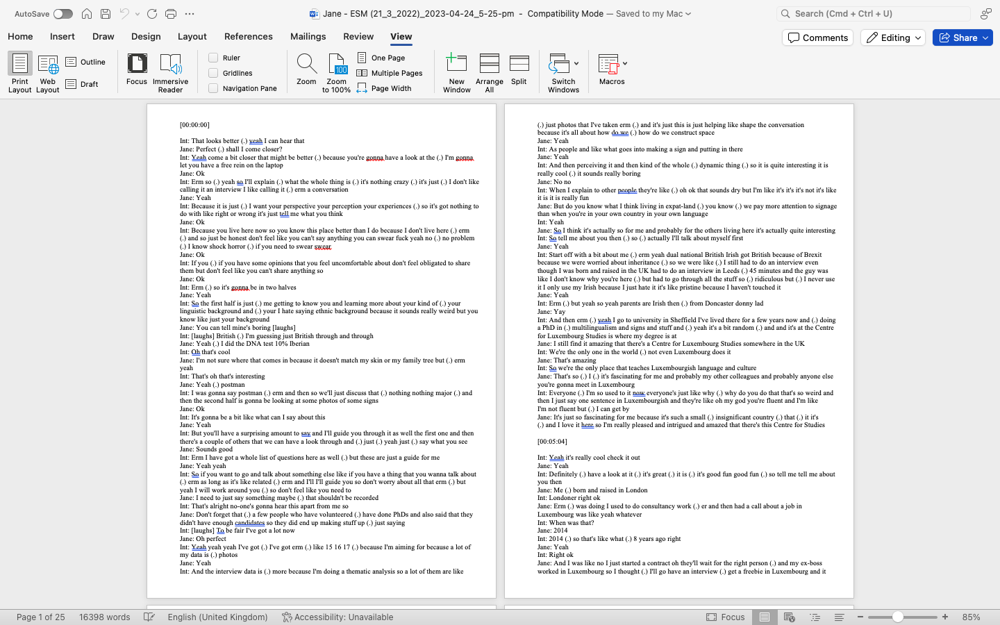 AutoSave
Jane - ESM (21_3_2022)_2023-04-24_5-25-pm - Compatibility Mode — Saved to my Mac
Search (Cmd + Ctrl + U)
Home Insert Draw Design Layout References Mailings Review View
Comments Editing Share
Print Layout
Web Layout
Outline
Draft
Focus
Immersive Reader
Ruler
Gridlines
Navigation Pane
Zoom
Zoom to 100%
100
One Page
Multiple Pages
Page Width
New Window
Arrange All
Split
Switch Windows
Macros
[00:00:00]
Int: That looks better (.) yeah I can hear that
Jane: Perfect (.) shall I come closer?
Int: Yeah come a bit closer that might be better (.) because you're gonna have a look at the (.) I'm gonna
let you have a free rein on the laptop
Jane: Ok
Int: Erm so (.) yeah so I'll explain (.) what the whole thing is (.) it's nothing crazy (.) it's just (.) I don't like
calling it an interview I like calling it (.) erm a conversation
Jane: Yeah
Int: Because it is just (.) I want your perspective your perception your experiences (.) so it's got nothing to
do with like right or wrong it's just tell me what you think
Jane: Ok
Int: Because you live here now so you know this place better than I do because I don't live here (.) erm
(.) and so just be honest don't feel like you can't say anything you can swear fuck yeah no (.) no problem
(.) I know shock horror (.) if you need to swear swear
Jane: Ok
Int: If you (.) if you have some opinions that you feel uncomfortable about don't feel obligated to share
them but don't feel like you can't share anything so
Jane: Ok
Int: Erm (.) so it's gonna be in two halves
Jane: Yeah
Int: So the first half is just (.) me getting to know you and learning more about your kind of (.) your
linguistic background and (.) your I hate saying ethnic background because it sounds really weird but you
know like just your background
Jane: You can tell mine's boring [laughs]
Int: [laughs] British (.) I'm guessing just British through and through
Jane: Yeah (.) I did the DNA test 10% Iberian
Int: Oh that's cool
Jane: I'm not sure where that comes in because it doesn't match my skin or my family tree but (.) erm
yeah
Int: That's oh that's interesting
Jane: Yeah (.) postman
Int: I was gonna say postman (.) erm and then so we'll just discuss that (.) nothing nothing major (.) and
then the second half is gonna be looking at some photos of some signs
Jane: Ok
Int: It's gonna be a bit like what can I say about this
Jane: Yeah
Int: But you'll have a surprising amount to say and I'll guide you through it as well the first one and then
there's a couple of others that we can have a look through and (.) just (.) yeah just (.) say what you see
Jane: Sounds good
Int: Erm I have got a whole list of questions here as well (.) but these are just a guide for me
Jane: Yeah yeah
Int: So if you want to go and talk about something else like if you have a thing that you wanna talk about
(.) erm as long as it's like related (.) erm and I'll I'll guide you so don't worry about all that erm (.) but
yeah I will work around you (.) so don't feel like you need to
Jane: I need to just say something maybe (.) that shouldn't be recorded
Int: That's alright no-one's gonna hear this apart from me so
Jane: Don't forget that (.) a few people who have volunteered (.) have done PhDs and also said that they
didn't have enough candidates so they did end up making stuff up (.) just saying
Int: [laughs] To be fair I've got a lot now
Jane: Oh perfect
Int: Yeah yeah yeah I've got (.) I've got erm (.) like 15 16 17 (.) because I'm aiming for because a lot of
my data is (.) photos
Jane: Yeah
Int: And the interview data is (.) more because I'm doing a thematic analysis so a lot of them are like
(.) just photos that I've taken erm (.) and it's just this is just helping like shape the conversation
because it's all about how do we (.) how do we construct space
Jane: Yeah
Int: As people and like what goes into making a sign and putting in there
Jane: Yeah
Int: And then perceiving it and then kind of the whole (.) dynamic thing (.) so it is quite interesting it is
really cool (.) it sounds really boring
Jane: No no
Int: When I explain to other people they're like (.) oh ok that sounds dry but I'm like it's it's it's not it's like
it is it is really fun
Jane: But do you know what I think living in expat-land (.) you know (.) we pay more attention to signage
than when you're in your own country in your own language
Int: Yeah
Jane: So I think it's actually so for me and probably for the others living here it's actually quite interesting
Int: So tell me about you then (.) so (.) actually I'll talk about myself first
Jane: Yeah
Int: Start off with a bit about me (.) erm yeah dual national British Irish got British because of Brexit
because we were worried about inheritance (.) so we were like (.) I still had to do an interview even
though I was born and raised in the UK had to do an interview in Leeds (.) 45 minutes and the guy was
like I don't know why you're here (.) but had to go through all the stuff so (.) ridiculous but (.) I never use
it I only use my Irish because I just hate it it's like pristine because I haven't touched it
Jane: Yeah
Int: Erm (.) but yeah so yeah parents are Irish then (.) from Doncaster donny lad
Jane: Yay
Int: And then erm (.) yeah I go to university in Sheffield I've lived there for a few years now and (.) doing
a PhD in (.) multilingualism and signs and stuff and (.) yeah it's a bit random (.) and and it's at the Centre
for Luxembourg Studies is where my degree is at
Jane: I still find it amazing that there's a Centre for Luxembourg Studies somewhere in the UK
Int: We're the only one in the world (.) not even Luxembourg does it
Jane: That's amazing
Int: So we're the only place that teaches Luxembourgish language and culture
Jane: That's so (.) I (.) it's fascinating for me and probably my other colleagues and probably anyone else
you're gonna meet in Luxembourg
Int: Everyone (.) I'm so used to it now everyone's just like why (.) why do you do that that's so weird and
then I just say one sentence in Luxembourgish and they're like oh my god you're fluent and I'm like
I'm not fluent but (.) I can get by
Jane: It's just so fascinating for me because it's such a small (.) insignificant country (.) that (.) it it's
(.) and I love it here so I'm really pleased and intrigued and amazed that there's this Centre for Studies
[00:05:04]
Int: Yeah it's really cool check it out
Jane: Yeah
Int: Definitely (.) have a look at it (.) it's great (.) it is (.) it's good fun good fun (.) so tell me tell me about
you then
Jane: Me (.) born and raised in London
Int: Londoner right ok
Jane: Erm (.) was doing I used to do consultancy work (.) er and then had a call about a job in
Luxembourg was like yeah whatever
Int: When was that?
Jane: 2014
Int: 2014 (.) so that's like what (.) 8 years ago right
Jane: Yeah
Int: Right ok
Jane: And I was like no I just started a contract oh they'll wait for the right person (.) and my ex-boss
worked in Luxembourg so I thought (.) I'll go have an interview (.) get a freebie in Luxembourg and it
Page 1 of 25 16398 words English (United Kingdom) Accessibility: Unavailable Focus 85%